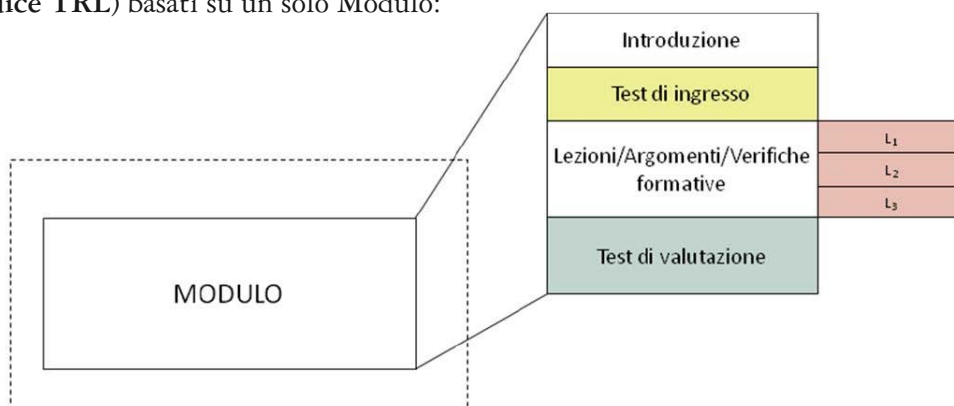 dice TRL) basati su un solo Modulo:
Introduzione
Test di ingresso
Lezioni/Argomenti/Verifiche
formative
L₁
L₂
L₃
Test di valutazione
MODULO